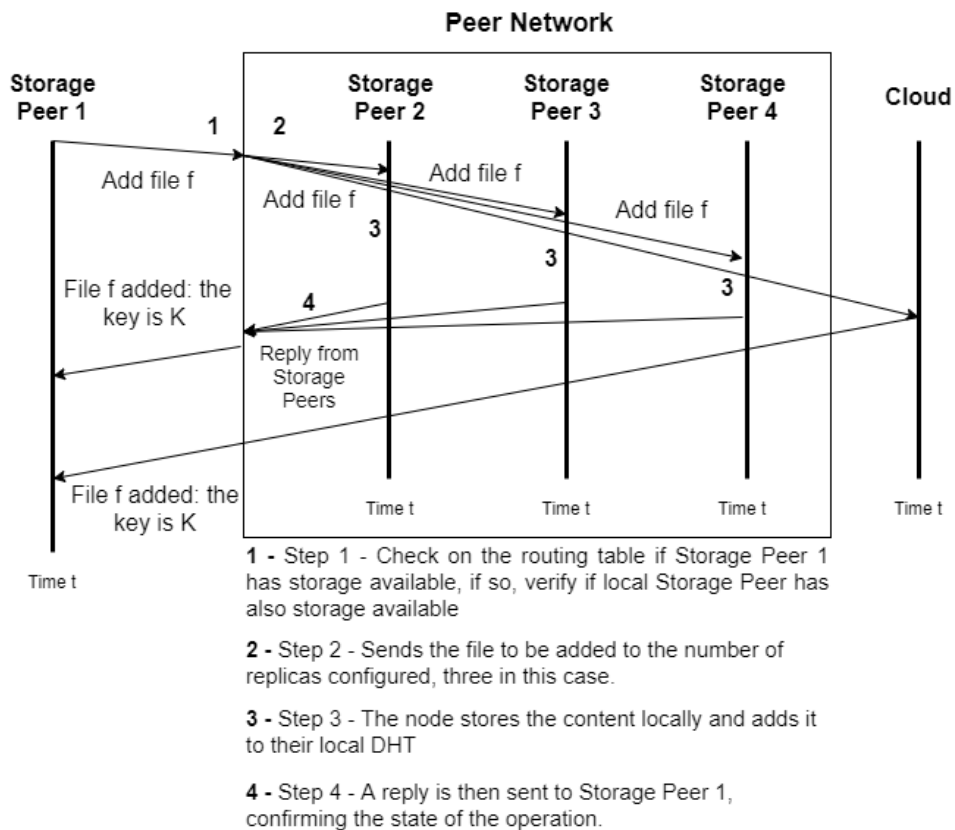 Peer Network
Storage
Peer 1
Storage
Peer 2
Storage
Peer 3
Storage
Peer 4
Cloud
1
2
Add file f
Add file f
Add file f
Add file f
3
3
3
File f added: the
key is K
4
Reply from
Storage
Peers
File f added: the
key is K
Time t
Time t
Time t
Time t
Time t
1 - Step 1 - Check on the routing table if Storage Peer 1
has storage available, if so, verify if local Storage Peer has
also storage available
2 - Step 2 - Sends the file to be added to the number of
replicas configured, three in this case.
3 - Step 3 - The node stores the content locally and adds it
to their local DHT
4 - Step 4 - A reply is then sent to Storage Peer 1,
confirming the state of the operation.